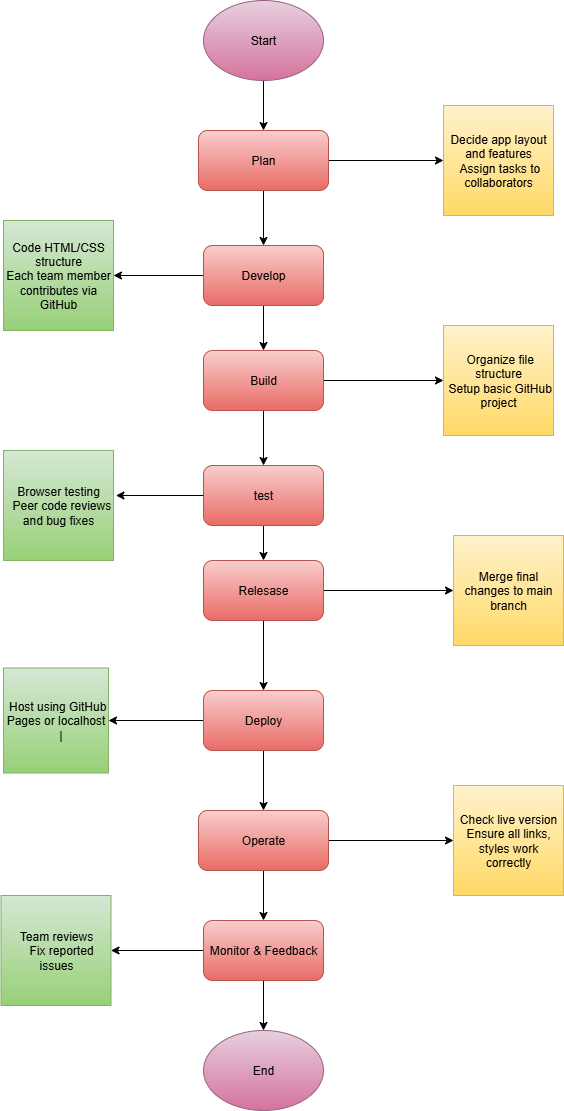 Start
Plan
Decide app layout
and features
Assign tasks to
collaborators
Code HTML/CSS
structure
Each team member
contributes via
GitHub
Develop
Build
Organize file
structure
Setup basic GitHub
project
Browser testing
Peer code reviews
and bug fixes
test
Relesase
Merge final
changes to main
branch
Host using GitHub
Pages or localhost
|
Deploy
Operate
Check live version
Ensure all links,
styles work
correctly
Team reviews
Fix reported
issues
Monitor & Feedback
End